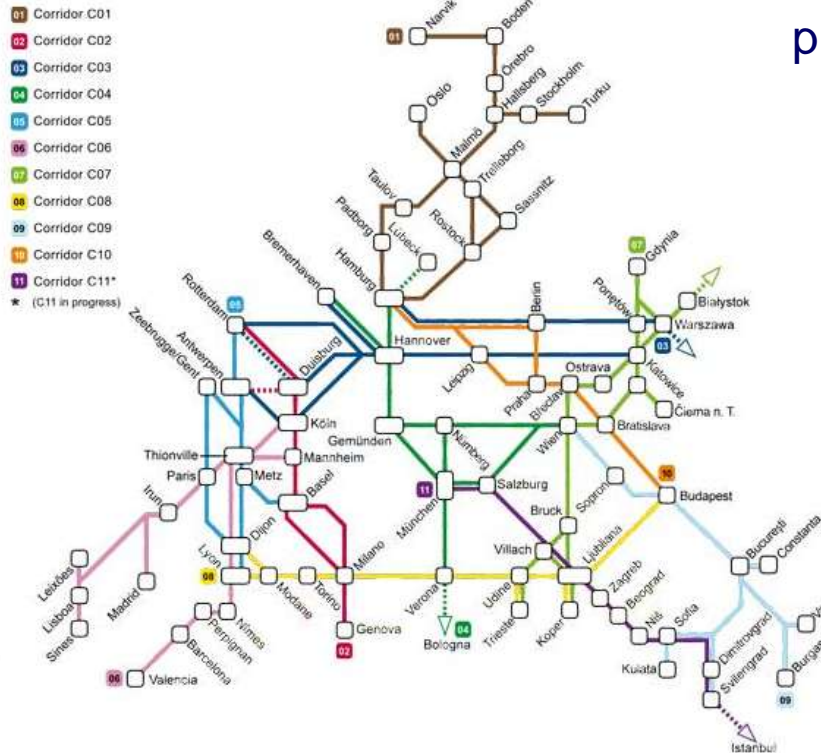 01 Corridor C01
02 Corridor C02
03 Corridor C03
04 Corridor C04
05 Corridor C05
06 Corridor C06
07 Corridor C07
08 Corridor C08
09 Corridor C09
10 Corridor C10
11 Corridor C11*
* (C11 in progress)
p
01
Narvik
Boden
Örebro
Hallsberg
Stockholm
Turku
Oslo
Malmö
Trelleborg
Taulov
Sassnitz
Padborg
Lübeck
Rostock
07
Gdynia
Bremerhaven
Hamburg
Białystok
05
Rotterdam
Berlin
Ponętów
Warszawa
03
Zeebrugge/Gent
Antwerpen
Duisburg
Hannover
Leipzig
Ostrava
Katowice
Praha
Břeclav
Čierna n. T.
Köln
Gemünden
Nürnberg
Wien
Bratislava
Thionville
Mannheim
Paris
Metz
Basel
11
München
Salzburg
Sopron
10
Budapest
Irun
Dijon
Bruck
Villach
Ljubljana
București
Constanta
Leixões
Lisboa
Sines
Madrid
08
Lyon
Modane
Torino
Milano
Verona
Udine
Trieste
Koper
Zagreb
Beograd
Niš
Sofia
Nîmes
Perpignan
Barcelona
06
Valencia
Genova
02
Bologna
04
Kulata
Dimitrovgrad
Svilengrad
Burgas
09
Istanbul